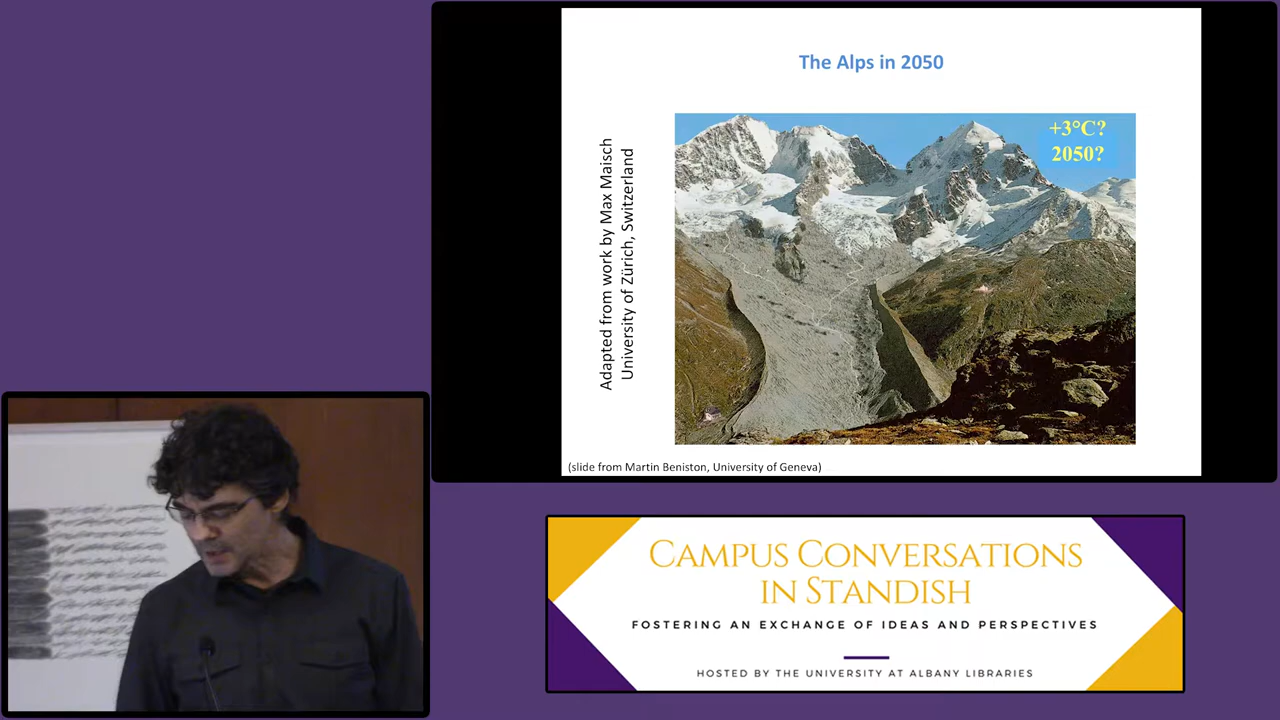 The Alps in 2050
+3°C?
2050?
Adapted from work by Max Maisch
University of Zürich, Switzerland
(slide from Martin Beniston, University of Geneva)
CAMPUS CONVERSATIONS
IN STANDISH
FOSTERING AN EXCHANGE OF IDEAS AND PERSPECTIVES
HOSTED BY THE UNIVERSITY AT ALBANY LIBRARIES